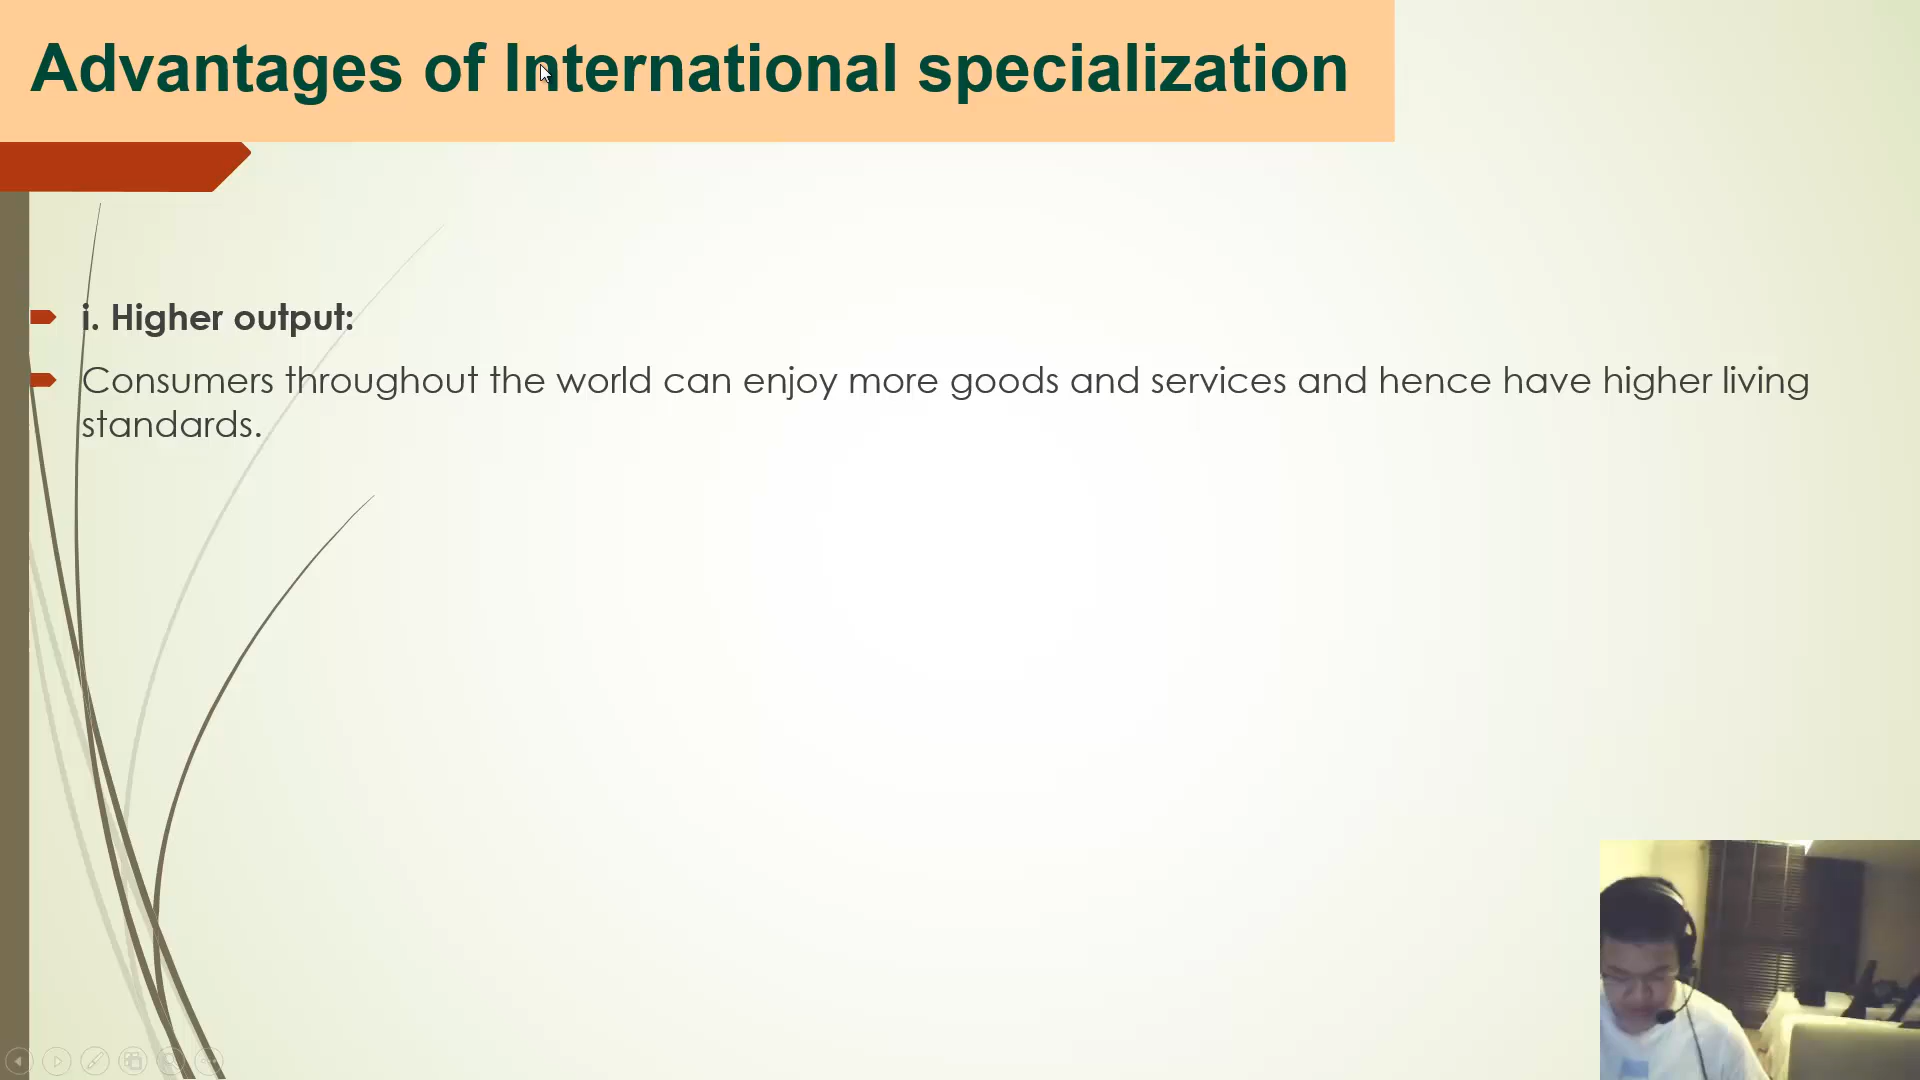 Advantages of International specialization
i. Higher output:
Consumers throughout the world can enjoy more goods and services and hence have higher living
standards.